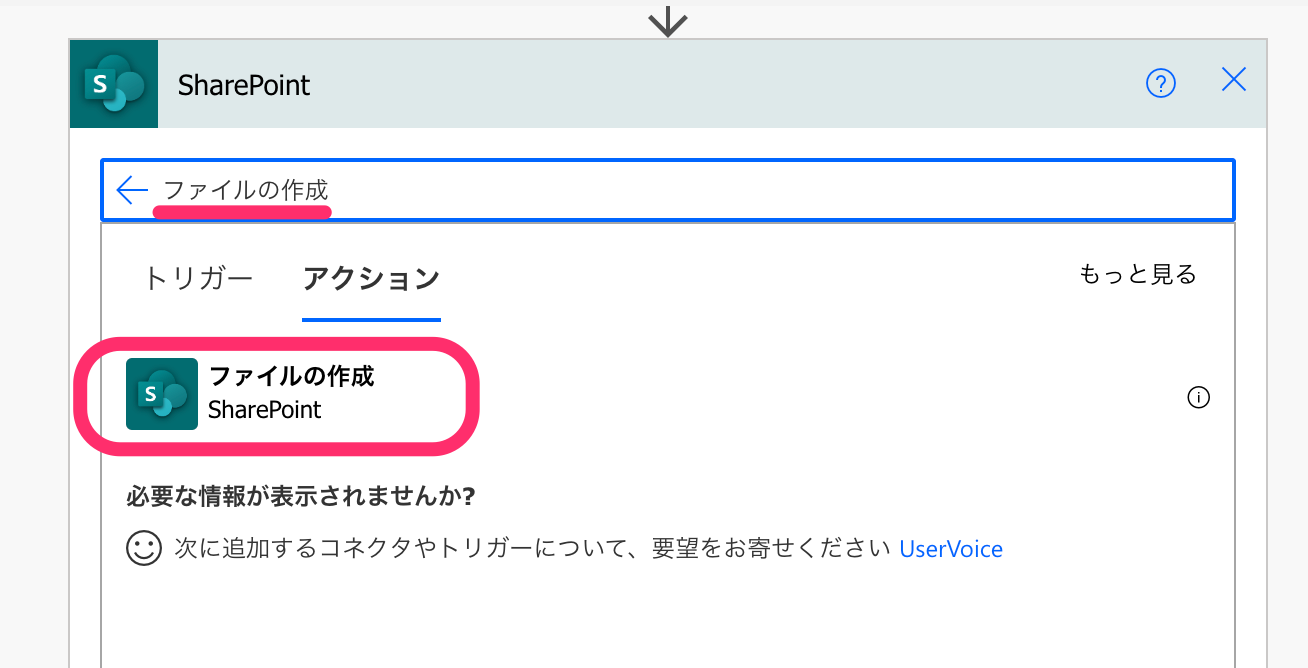 S SharePoint ?
ファイルの作成
トリガー アクション もっと見る
S ファイルの作成
SharePoint
必要な情報が表示されませんか?
次に追加するコネクタやトリガーについて、要望をお寄せください UserVoice